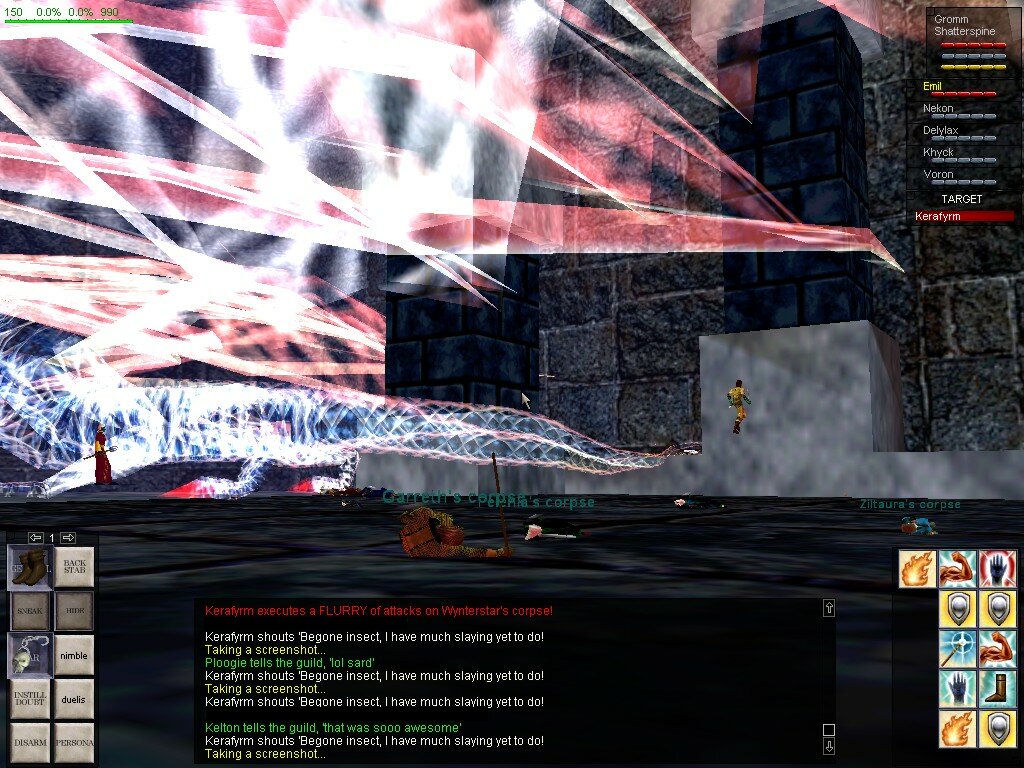 150 0.0% 0.0% 990
Gromm
Shatterspine
Emil
Nekon
Delylax
Khyck
Voron
TARGET
Kerafyrm
Garreth's corpse
corpse
Ziltaura's corpse
1
BACK
STAB
SNEAK
HIDE
nimble
INSTILL
DOUBT
duelis
DISARM
PERSONA
Kerafyrm executes a FLURRY of attacks on Wynterstar's corpse!
Kerafyrm shouts 'Begone insect, I have much slaying yet to do!
Taking a screenshot...
Ploogie tells the guild, 'lol sard'
Kerafyrm shouts 'Begone insect, I have much slaying yet to do!
Taking a screenshot...
Kerafyrm shouts 'Begone insect, I have much slaying yet to do!
Kelton tells the guild, 'that was sooo awesome'
Kerafyrm shouts 'Begone insect, I have much slaying yet to do!
Taking a screenshot...